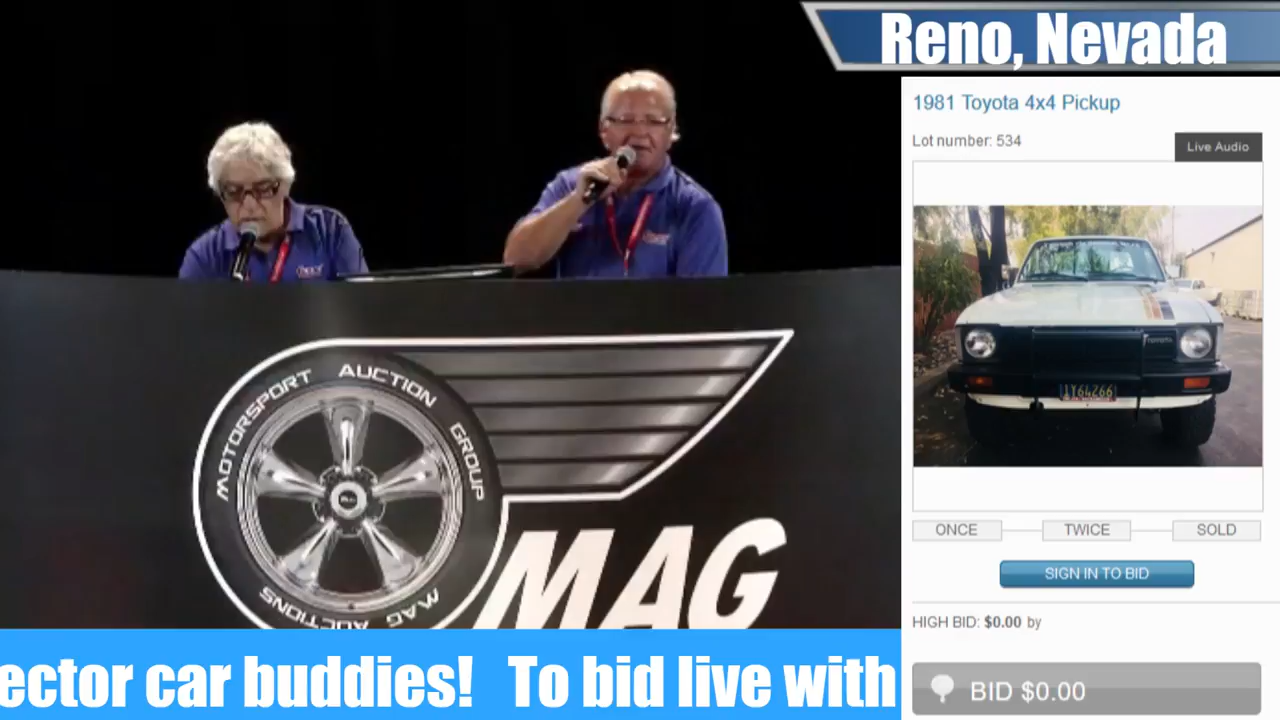 Reno, Nevada
1981 Toyota 4x4 Pickup
Lot number: 534
Live Audio
TOYOTA
1Y64266
ONCE
TWICE
SOLD
SIGN IN TO BID
HIGH BID: $0.00 by
BID $0.00
MOTORSPORT AUCTION GROUP
MAG AUCTIONS
MAG
ector car buddies! To bid live with